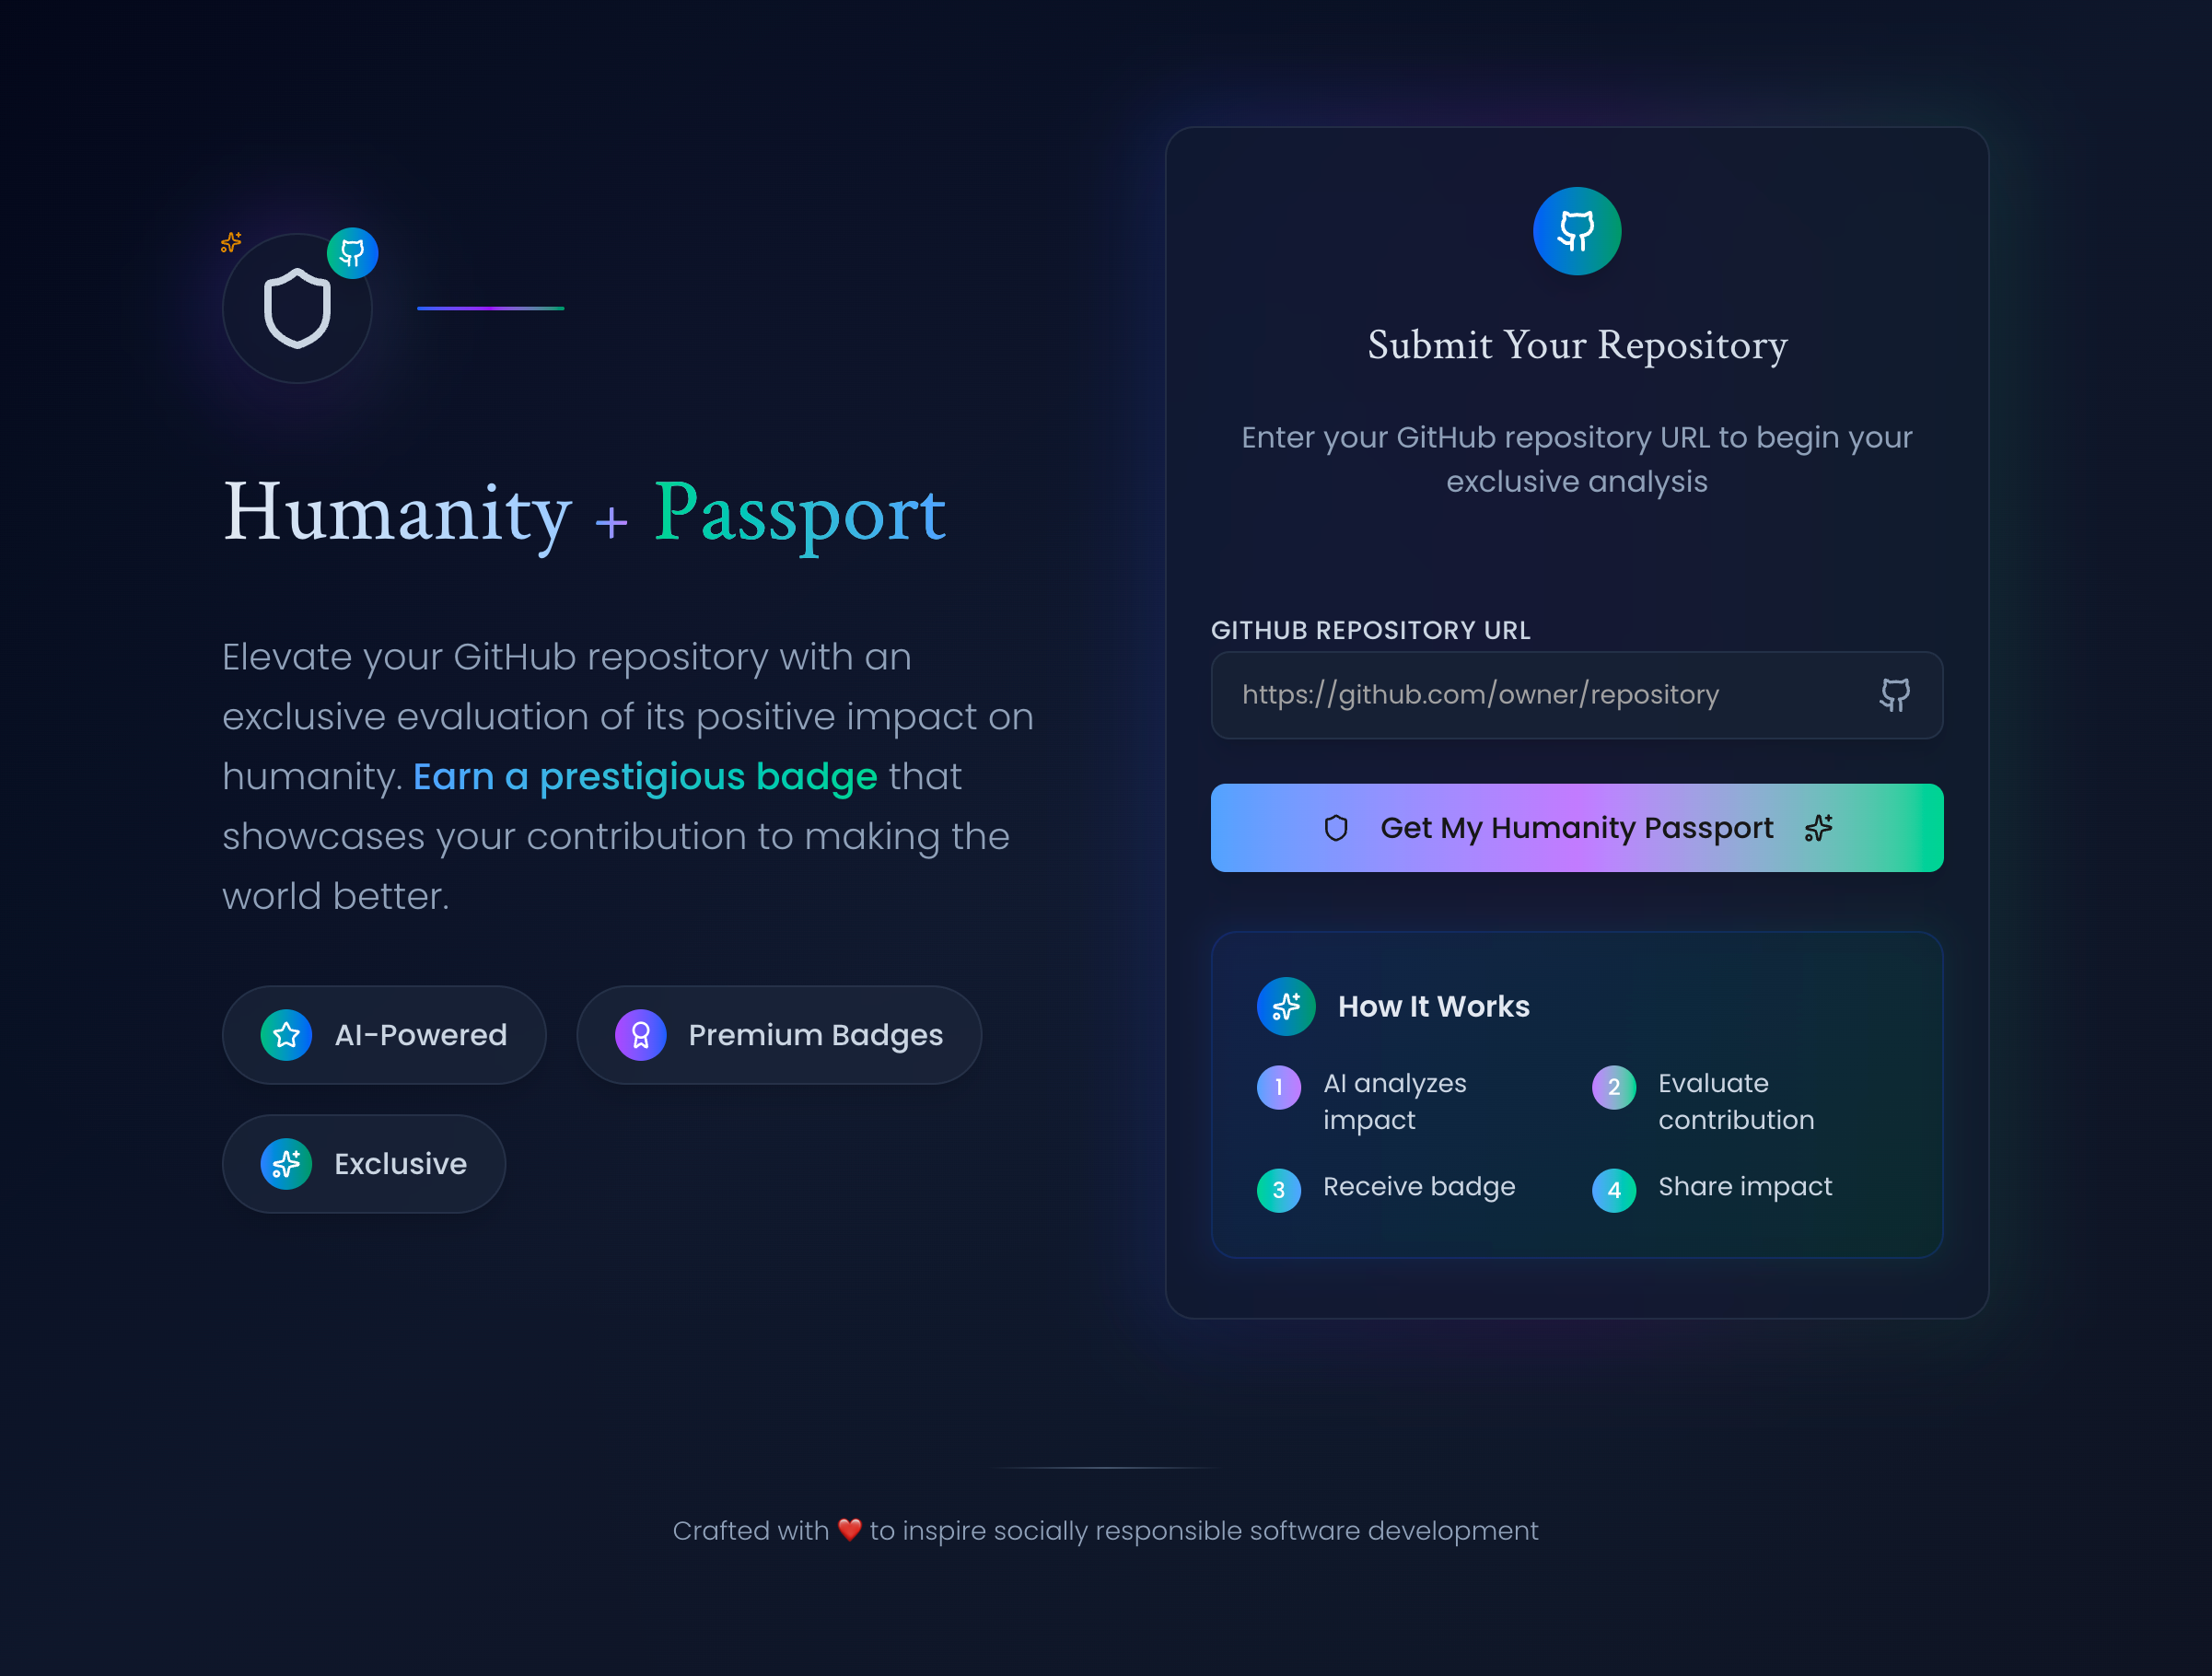 Humanity + Passport
Elevate your GitHub repository with an
exclusive evaluation of its positive impact on
humanity. Earn a prestigious badge that
showcases your contribution to making the
world better.
AI-Powered
Premium Badges
Exclusive
Submit Your Repository
Enter your GitHub repository URL to begin your
exclusive analysis
GITHUB REPOSITORY URL
https://github.com/owner/repository
Get My Humanity Passport
How It Works
1 AI analyzes
impact
2 Evaluate
contribution
3 Receive badge
4 Share impact
Crafted with ❤️ to inspire socially responsible software development